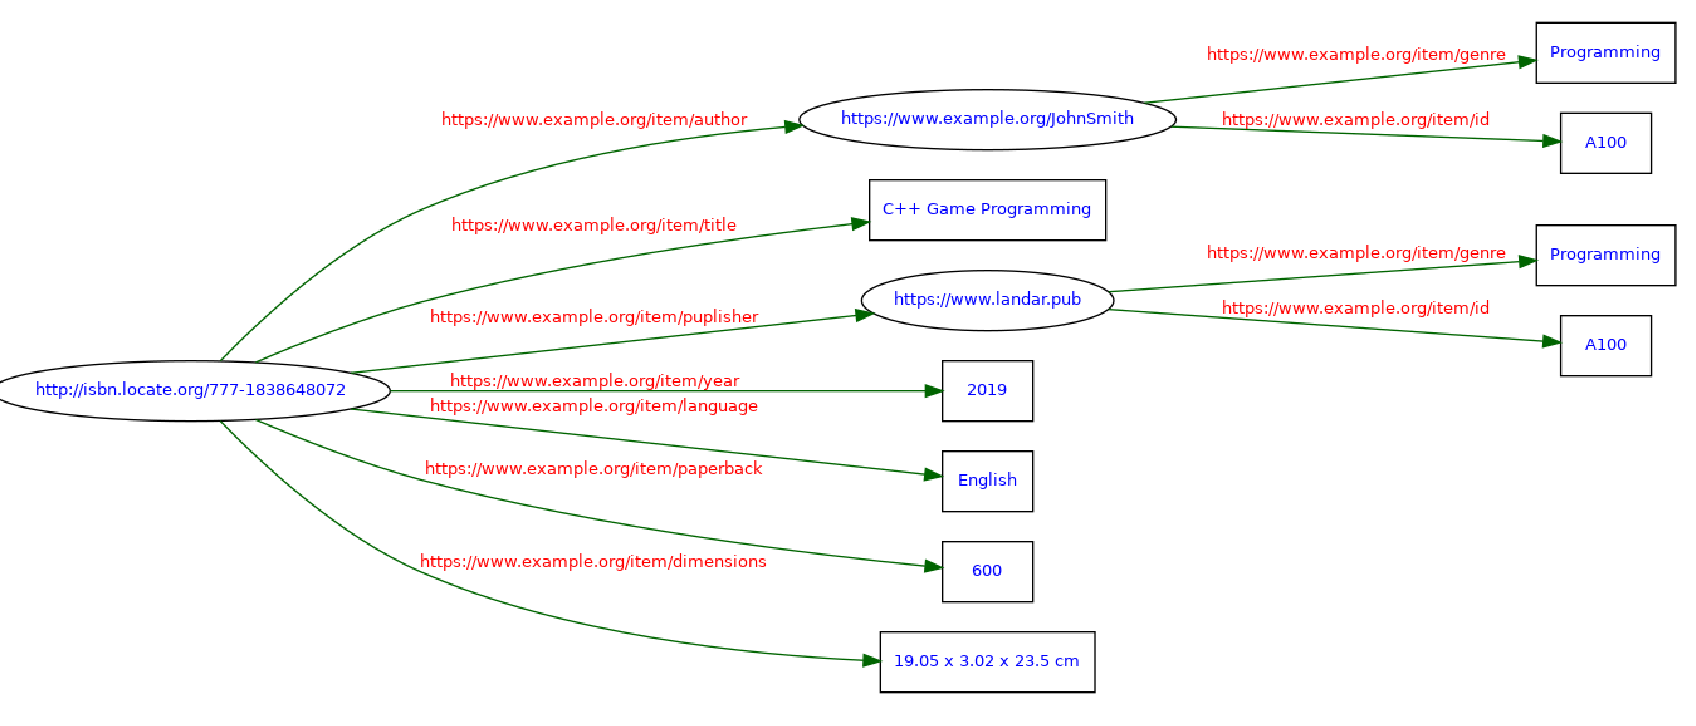 https://www.example.org/item/genre
Programming
https://www.example.org/item/author
https://www.example.org/JohnSmith
https://www.example.org/item/id
A100
https://www.example.org/item/title
C++ Game Programming
https://www.example.org/item/genre
Programming
https://www.example.org/item/puplisher
https://www.landar.pub
https://www.example.org/item/id
A100
http://isbn.locate.org/777-1838648072
https://www.example.org/item/year
2019
https://www.example.org/item/language
English
https://www.example.org/item/paperback
600
https://www.example.org/item/dimensions
19.05 x 3.02 x 23.5 cm